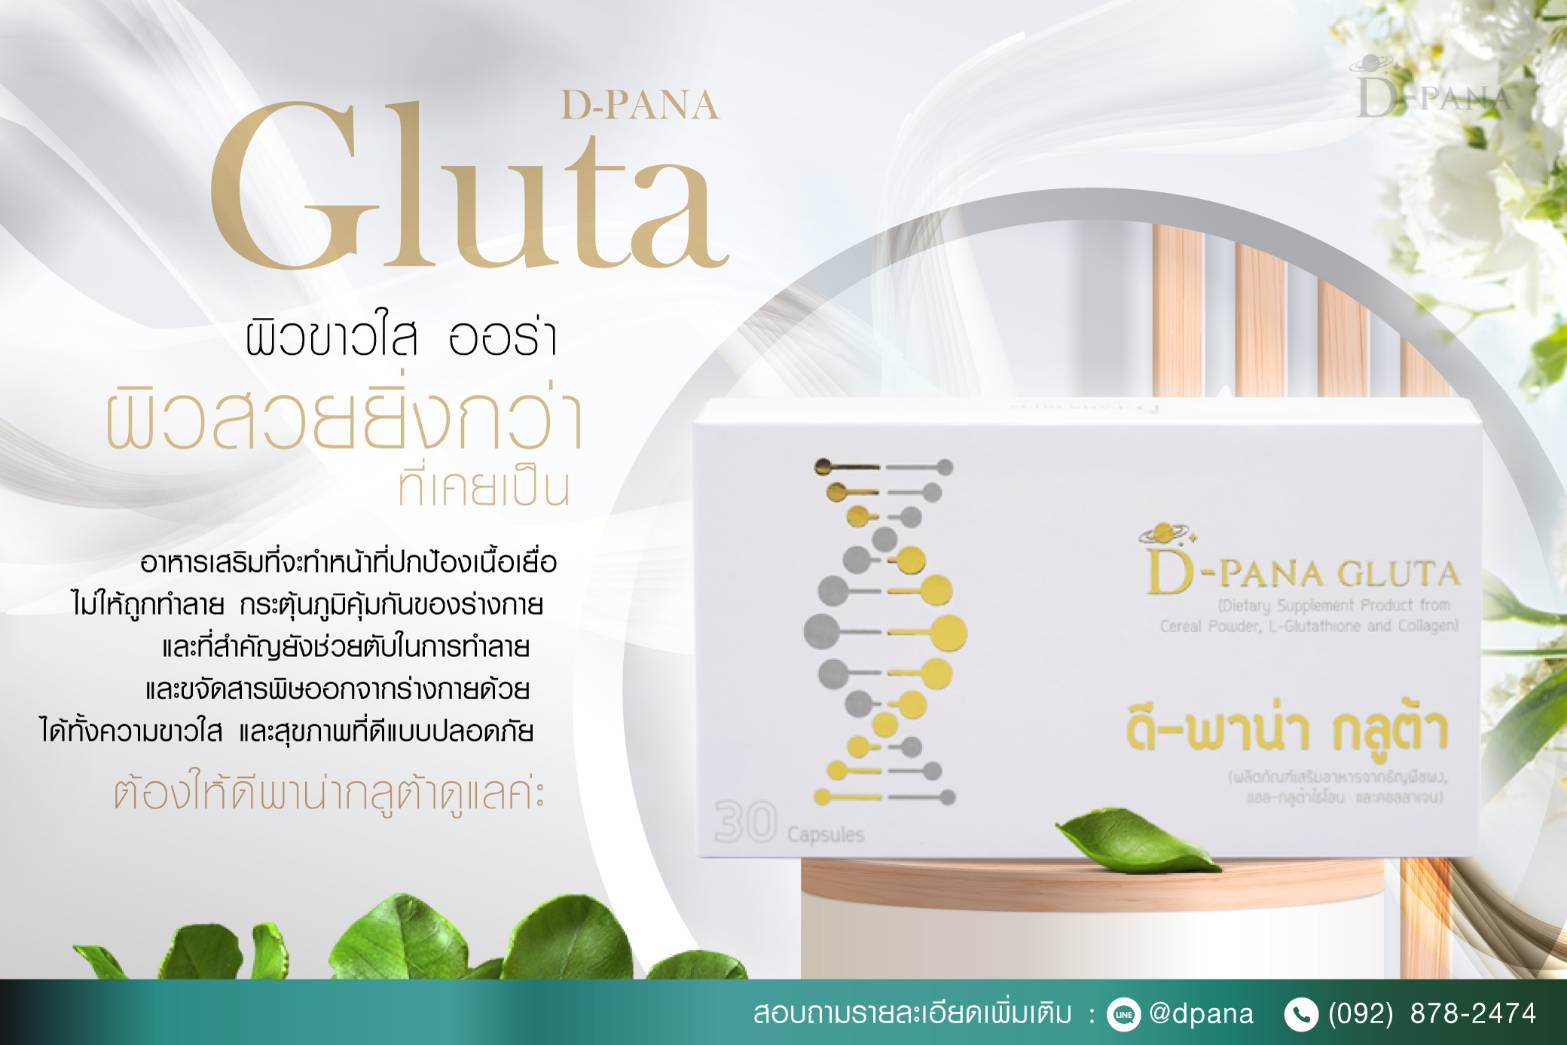 D-PANA
Gluta
ผิวขาวใส ออร่า
ผิวสวยยิ่งกว่า
ที่เคยเป็น
อาหารเสริมที่จะทำหน้าที่ปกป้องเนื้อเยื่อ
ไม่ให้ถูกทำลาย กระตุ้นภูมิคุ้มกันของร่างกาย
และที่สำคัญยังช่วยตับในการทำลาย
และขจัดสารพิษออกจากร่างกายด้วย
ได้ทั้งความขาวใส และสุขภาพที่ดีแบบปลอดภัย
ต้องให้ดีพาน่ากลูต้าดูแลค่ะ
D-PANA
D-PANA GLUTA
(Dietary Supplement Product from
Cereal Powder, L-Glutathione and Collagen)
ดี-พาน่า กลูต้า
(ผลิตภัณฑ์เสริมอาหารจากธัญพืชผง,
แอล-กลูต้าไธโอน และคอลลาเจน)
30 Capsules
สอบถามรายละเอียดเพิ่มเติม : LINE @dpana (092) 878-2474